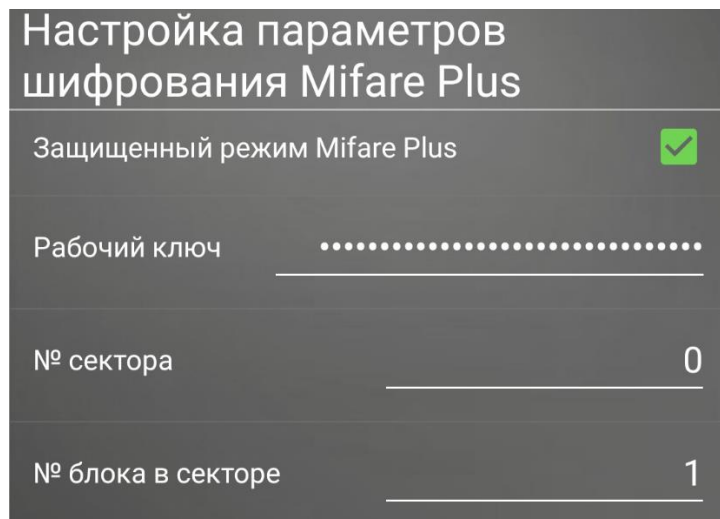 Настройка параметров
шифрования Mifare Plus
Защищенный режим Mifare Plus
Рабочий ключ ••••••••••••••••••••••••••••••••
№ сектора 0
№ блока в секторе 1